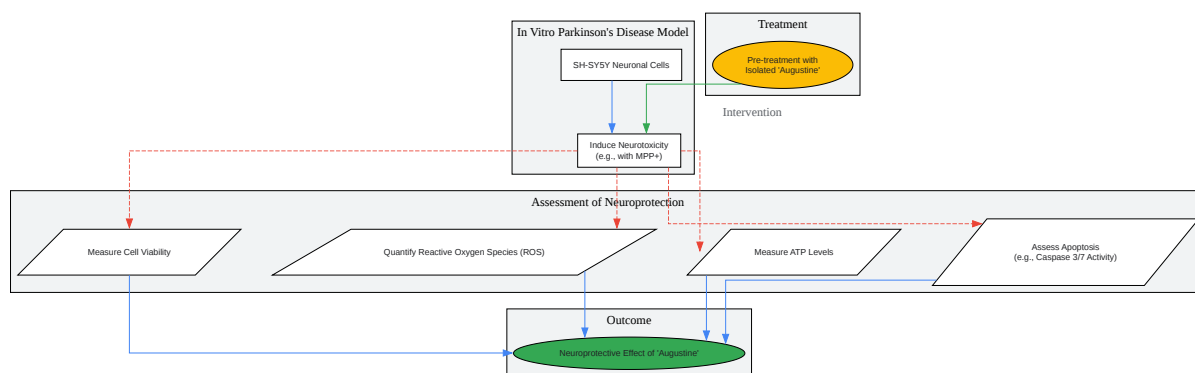 Treatment
In Vitro Parkinson's Disease Model
Pre-treatment with
Isolated 'Augustine'
SH-SY5Y Neuronal Cells
Intervention
Induce Neurotoxicity
(e.g., with MPP+)
Assessment of Neuroprotection
Measure Cell Viability
Quantify Reactive Oxygen Species (ROS)
Measure ATP Levels
Assess Apoptosis
(e.g., Caspase 3/7 Activity)
Outcome
Neuroprotective Effect of 'Augustine'